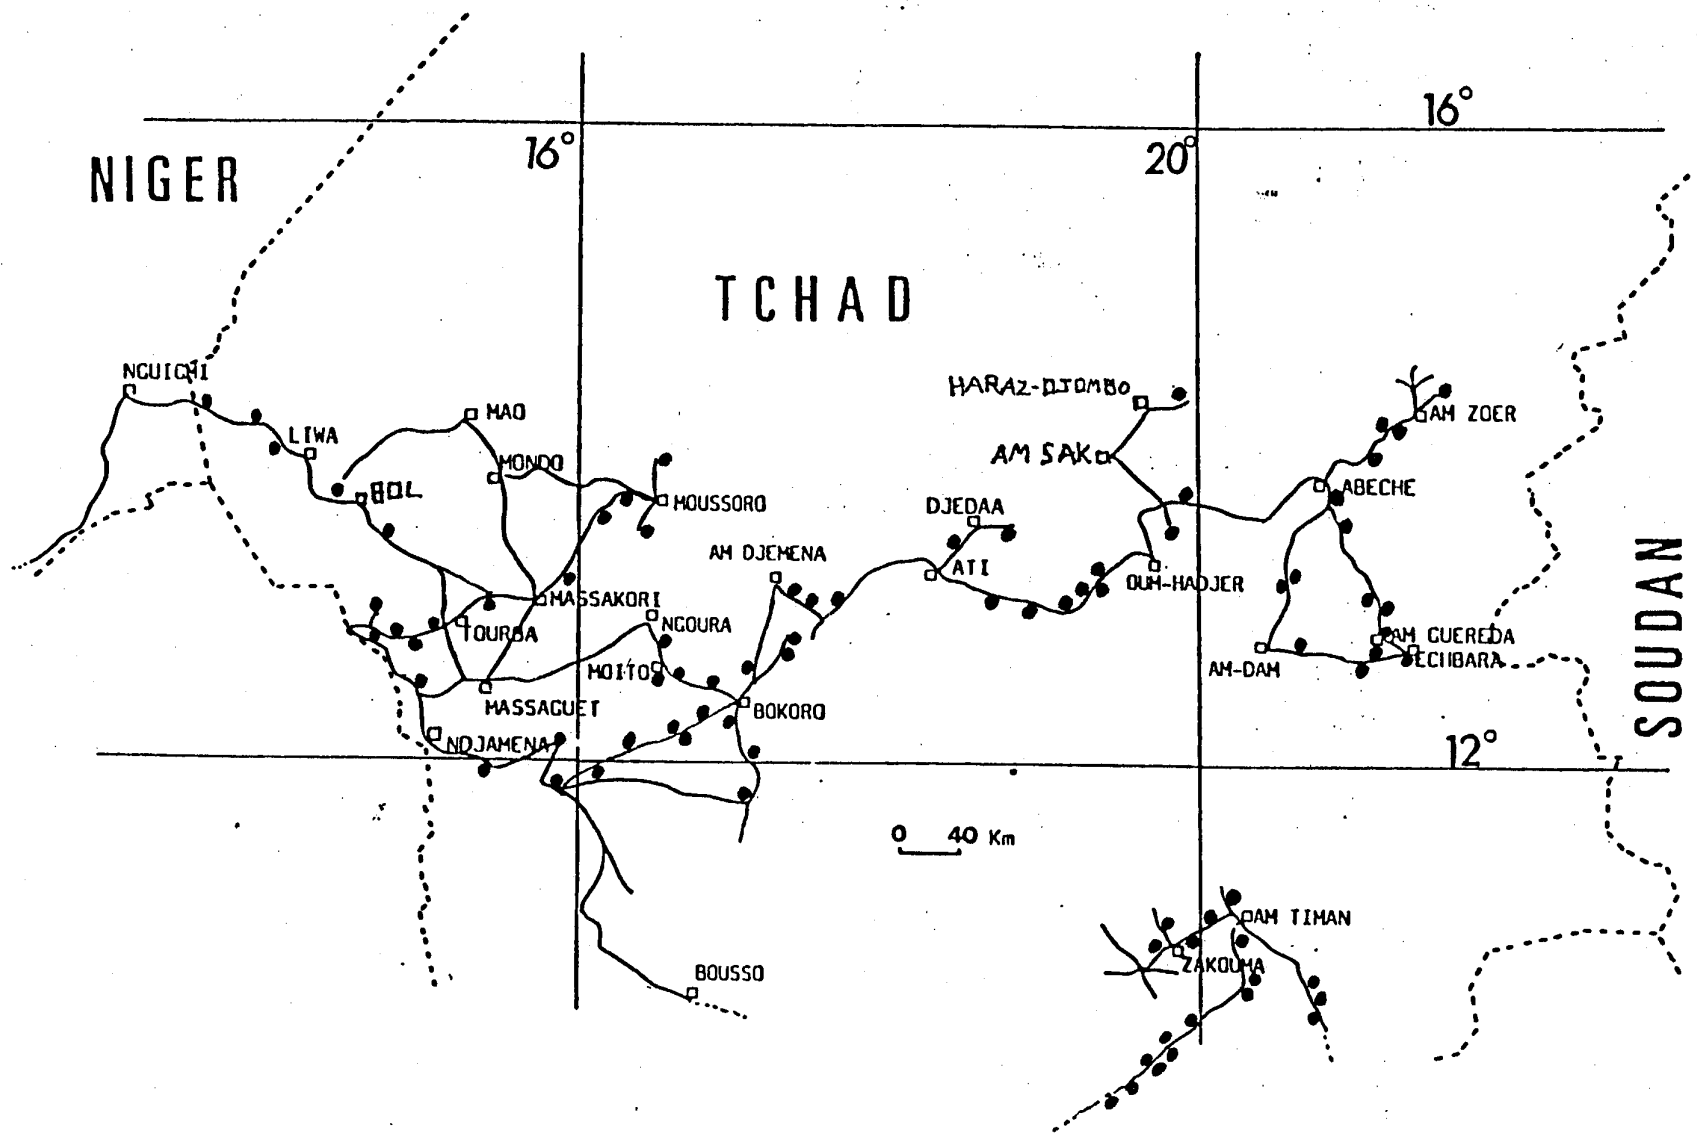 16°
16°
20°
NIGER
TCHAD
NGUIGMI
HARAZ-DJOMBO
MAO
AM ZOER
LIWA
AM SAK
MONDO
BOL
ABECHE
MOUSSORO
DJEDAA
AM DJEMENA
ATI
OUM-HADJER
SOUDAN
MASSAKORI
NGOURA
TOURBA
AM GUEREDA
ECHBARA
MOITO
AM-DAM
MASSAGUET
BOKORO
NDJAMENA
12°
0 40 Km
AM TIMAN
ZAKOUMA
BOUSSO